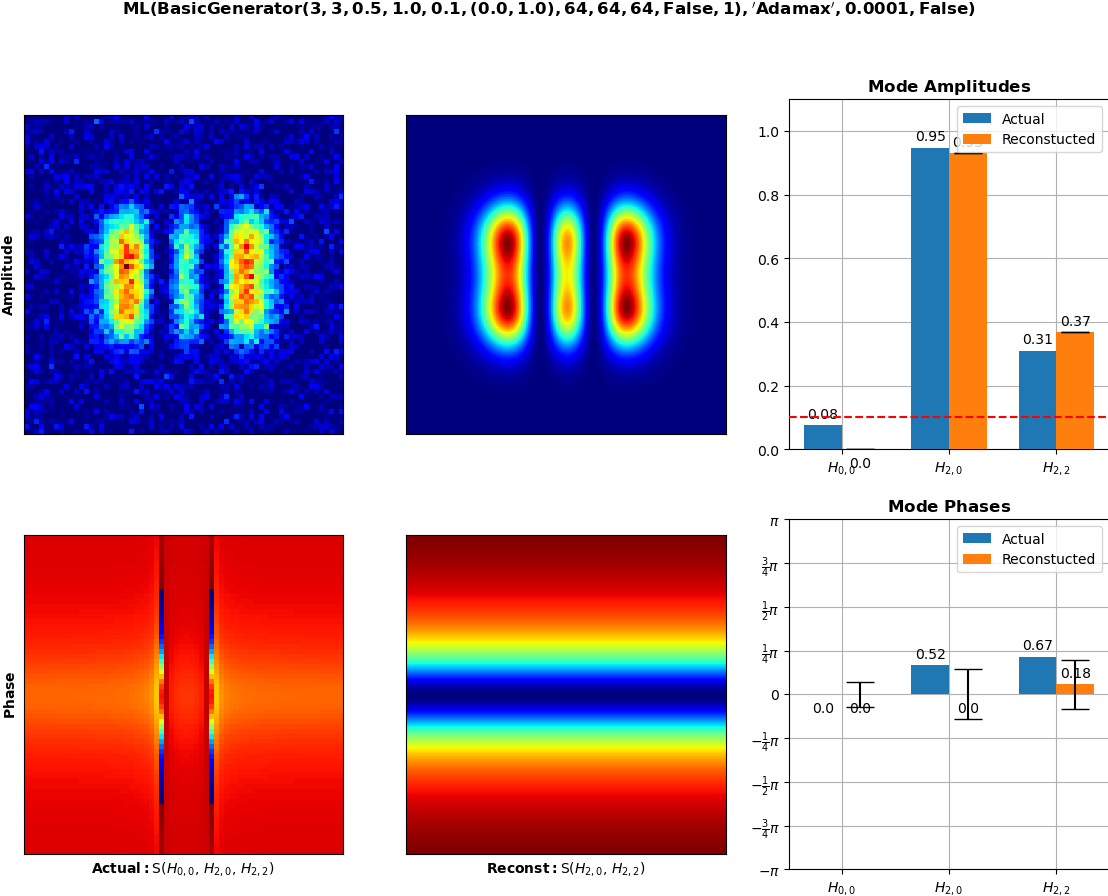 ML(BasicGenerator(3, 3, 0.5, 1.0, 0.1, (0.0, 1.0), 64, 64, 64, False, 1), ′Adamax′, 0.0001, False)
Amplitude
Mode Amplitudes
Actual
Reconstucted
1.0
0.8
0.6
0.4
0.2
0.0
0.08
0.0
0.95
0.31
0.37
H0,0
H2,0
H2,2
Phase
Actual: S(H0,0, H2,0, H2,2)
Reconst: S(H2,0, H2,2)
Mode Phases
Actual
Reconstucted
π
3/4π
1/2π
1/4π
0
−1/4π
−1/2π
−3/4π
−π
0.0
0.0
0.52
0.0
0.67
0.18
H0,0
H2,0
H2,2